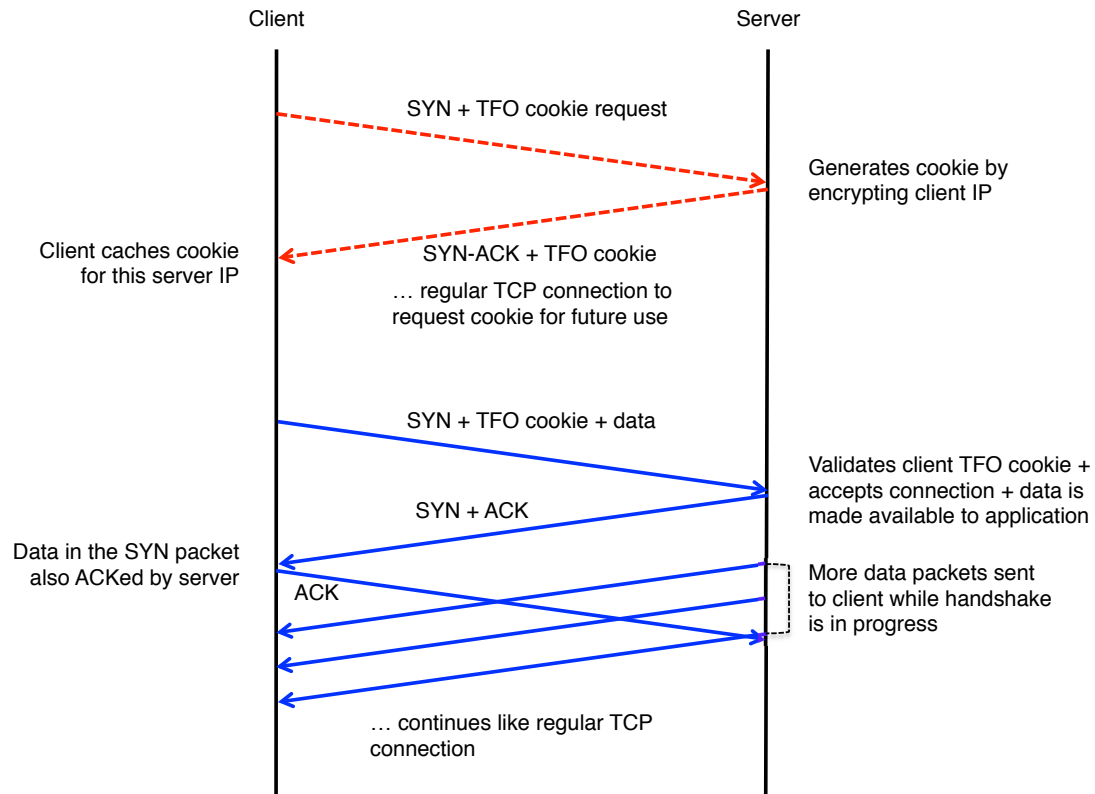 Client
Server
SYN + TFO cookie request
Generates cookie by
encrypting client IP
Client caches cookie
for this server IP
SYN-ACK + TFO cookie
… regular TCP connection to
request cookie for future use
SYN + TFO cookie + data
Validates client TFO cookie +
accepts connection + data is
made available to application
SYN + ACK
Data in the SYN packet
also ACKed by server
ACK
More data packets sent
to client while handshake
is in progress
… continues like regular TCP
connection